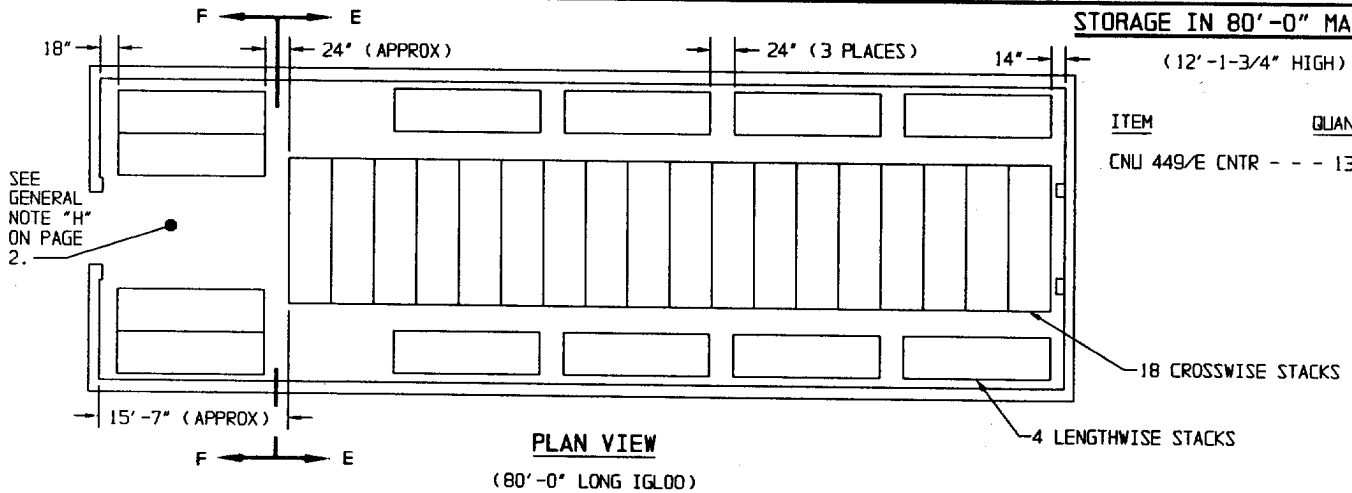 F E
STORAGE IN 80'-0" MA
18" 24" (APPROX) 24" (3 PLACES) 14"
(12'-1-3/4" HIGH)
ITEM QUAN
CNU 449/E CNTR - - - 13
SEE
GENERAL
NOTE "H"
ON PAGE
2.
18 CROSSWISE STACKS
15'-7" (APPROX)
4 LENGTHWISE STACKS
PLAN VIEW
F E
(80'-0" LONG IGLOO)